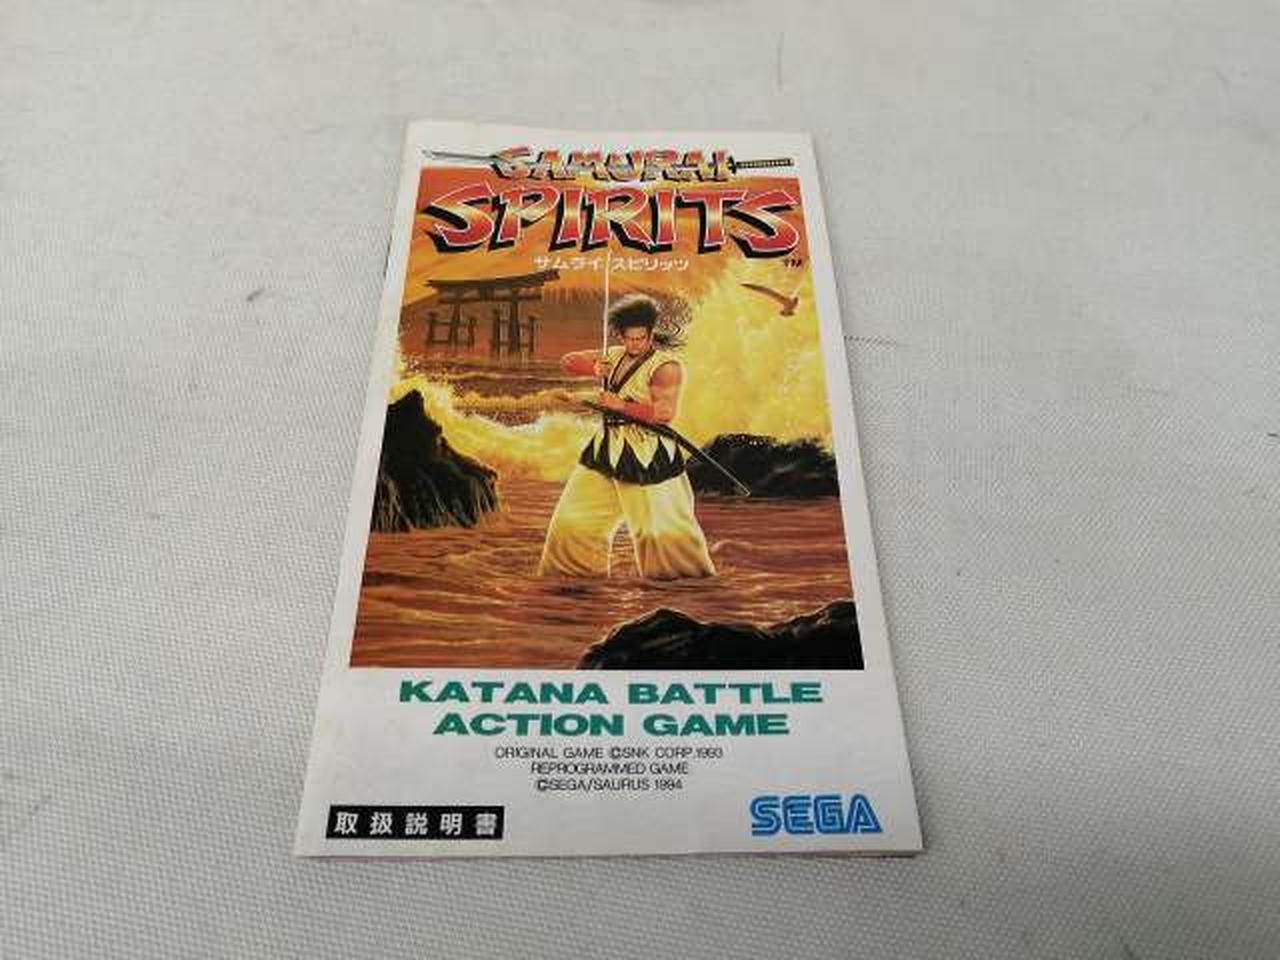 SAMURAI
SPIRITS
TM
サムライスピリッツ
KATANA BATTLE
ACTION GAME
ORIGINAL GAME ©SNK CORP.1993
REPROGRAMMED GAME
©SEGA/SAURUS 1994
取扱説明書
SEGA